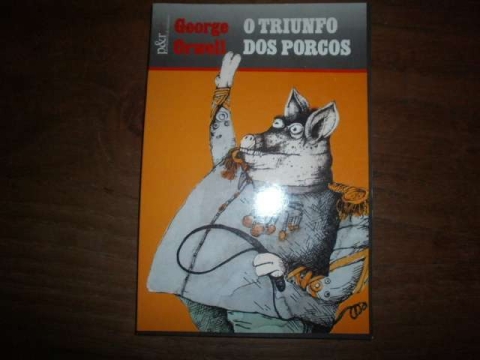 p&r
George
Orwell
O TRIUNFO
DOS PORCOS